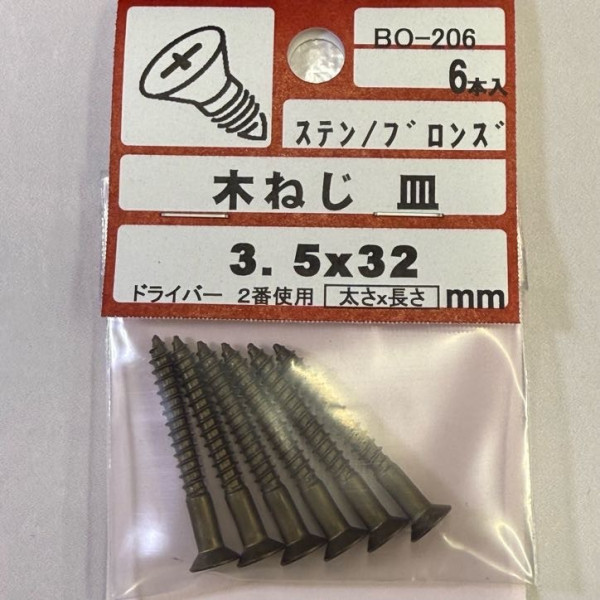 BO-206
6本入
ステン/ブロンズ
木ねじ 皿
3.5x32
ドライバー 2番使用 太さx長さ mm